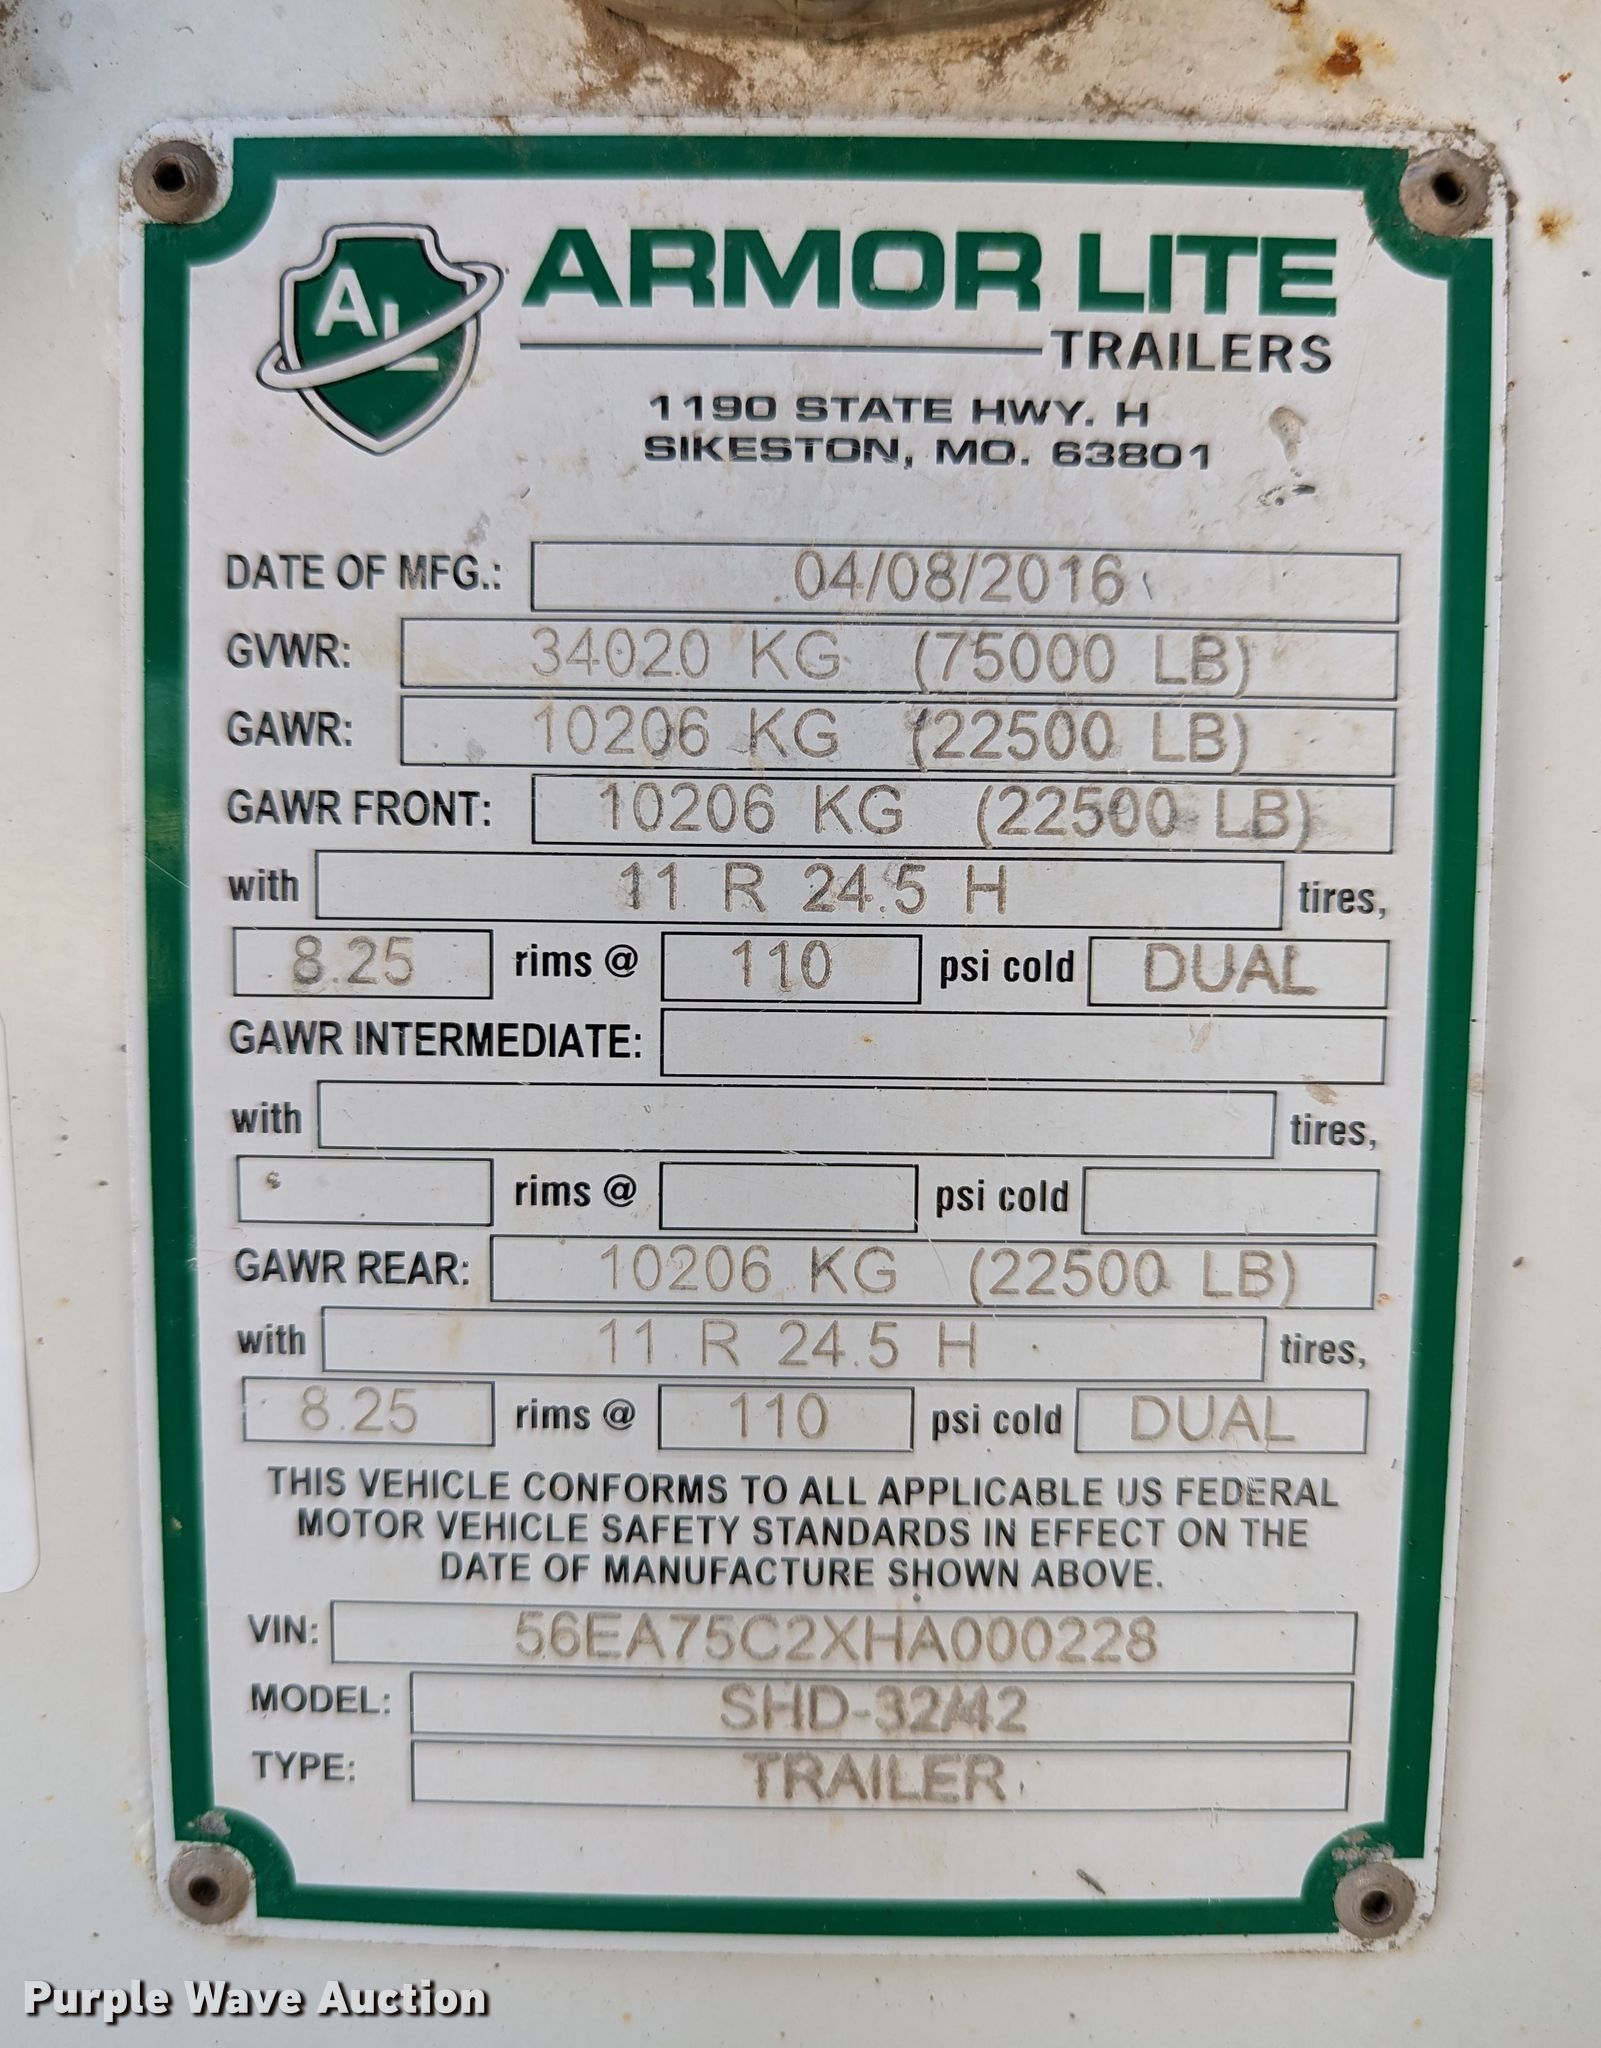 AL
ARMOR LITE
TRAILERS
1190 STATE HWY. H
SIKESTON, MO. 63801
DATE OF MFG.: 04/08/2016
GVWR: 34020 KG (75000 LB)
GAWR: 10206 KG (22500 LB)
GAWR FRONT: 10206 KG (22500 LB)
with 11 R 24.5 H tires,
8.25 rims @ 110 psi cold DUAL
GAWR INTERMEDIATE:
with tires,
rims @ psi cold
GAWR REAR: 10206 KG (22500 LB)
with 11 R 24.5 H tires,
8.25 rims @ 110 psi cold DUAL
THIS VEHICLE CONFORMS TO ALL APPLICABLE US FEDERAL
MOTOR VEHICLE SAFETY STANDARDS IN EFFECT ON THE
DATE OF MANUFACTURE SHOWN ABOVE.
VIN: 56EA75C2XHA000228
MODEL: SHD-32/42
TYPE: TRAILER
Purple Wave Auction